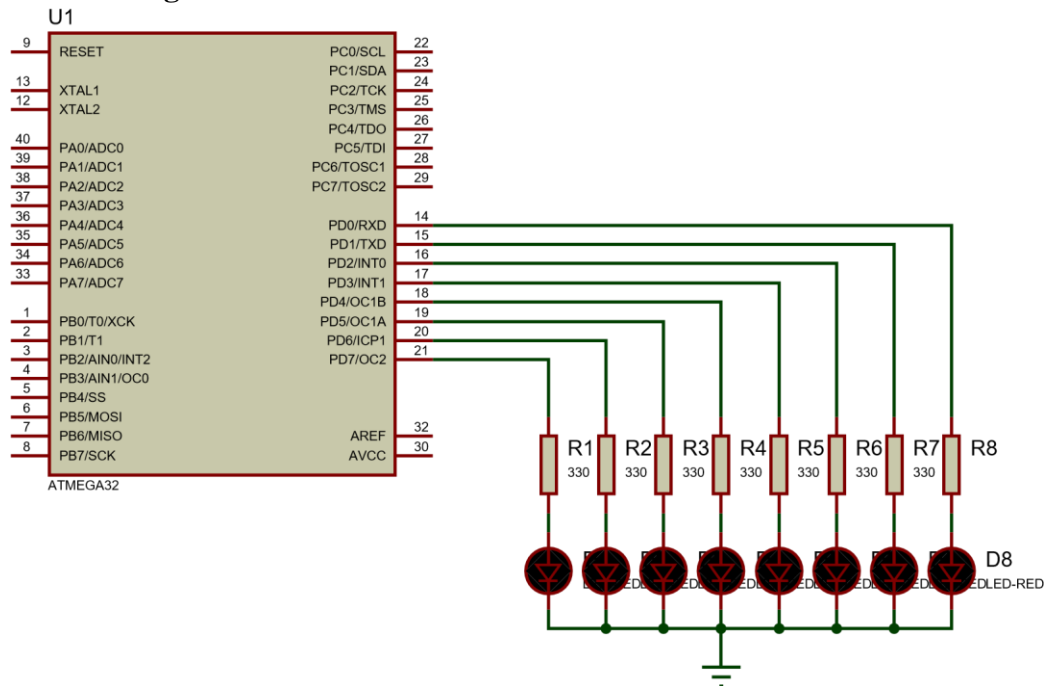 U1
9 RESET PC0/SCL 22
PC1/SDA 23
13 XTAL1 PC2/TCK 24
12 XTAL2 PC3/TMS 25
PC4/TDO 26
40 PA0/ADC0 PC5/TDI 27
39 PA1/ADC1 PC6/TOSC1 28
38 PA2/ADC2 PC7/TOSC2 29
37 PA3/ADC3
36 PA4/ADC4 PD0/RXD 14
35 PA5/ADC5 PD1/TXD 15
34 PA6/ADC6 PD2/INT0 16
33 PA7/ADC7 PD3/INT1 17
PD4/OC1B 18
1 PB0/T0/XCK PD5/OC1A 19
2 PB1/T1 PD6/ICP1 20
3 PB2/AIN0/INT2 PD7/OC2 21
4 PB3/AIN1/OC0
5 PB4/SS
6 PB5/MOSI
7 PB6/MISO AREF 32
8 PB7/SCK AVCC 30
ATMEGA32
R1 R2 R3 R4 R5 R6 R7 R8
330 330 330 330 330 330 330
D8
LED-RED